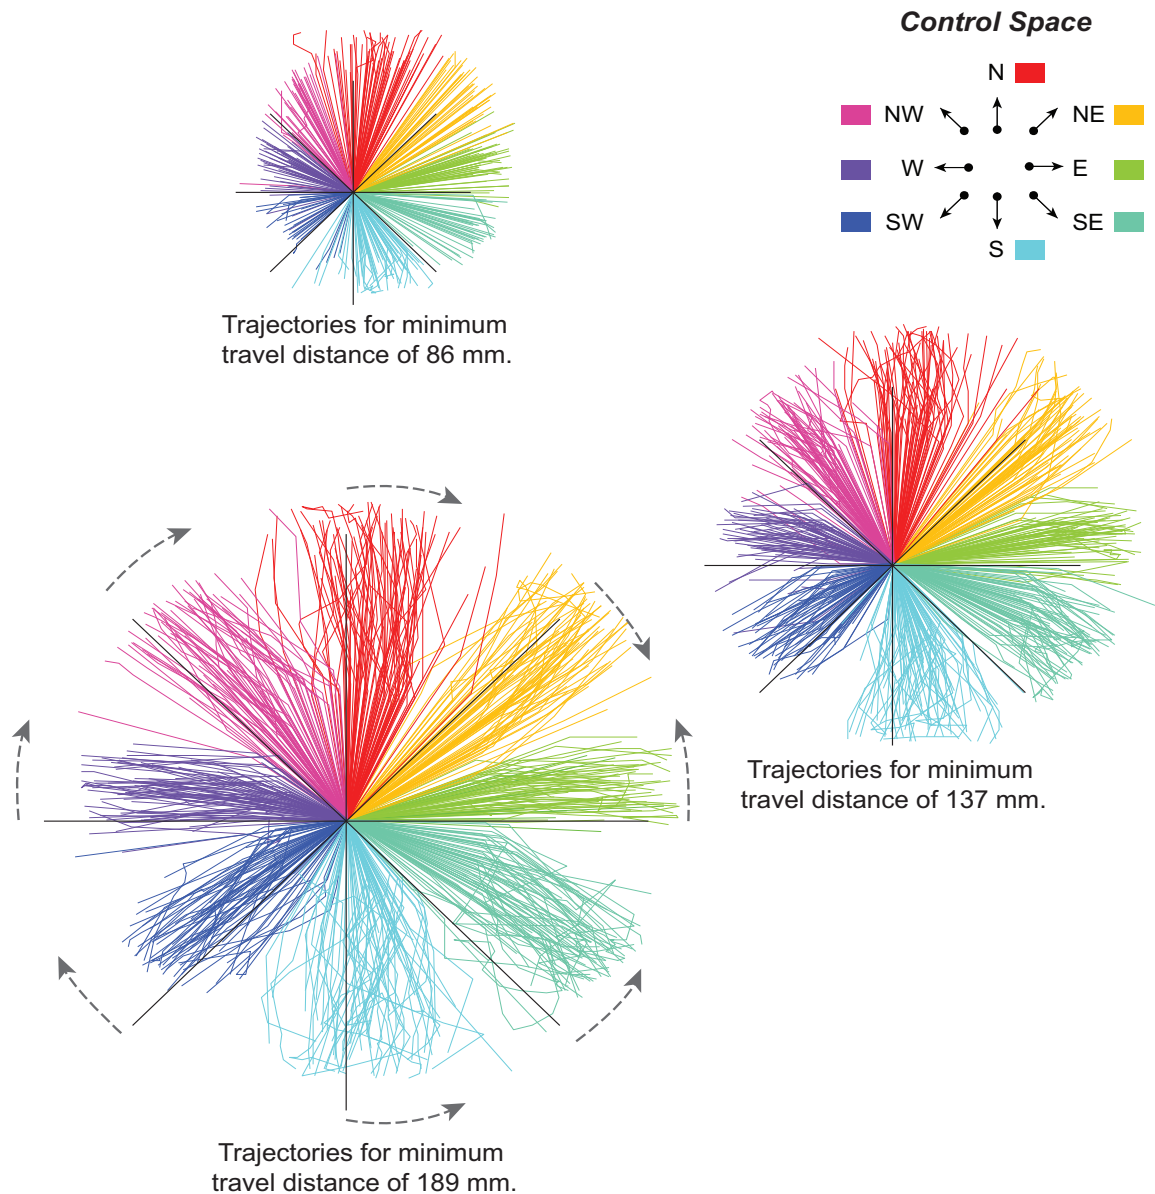 Control Space
N
NW
NE
W
E
SW
SE
S
Trajectories for minimum
travel distance of 86 mm.
Trajectories for minimum
travel distance of 137 mm.
Trajectories for minimum
travel distance of 189 mm.